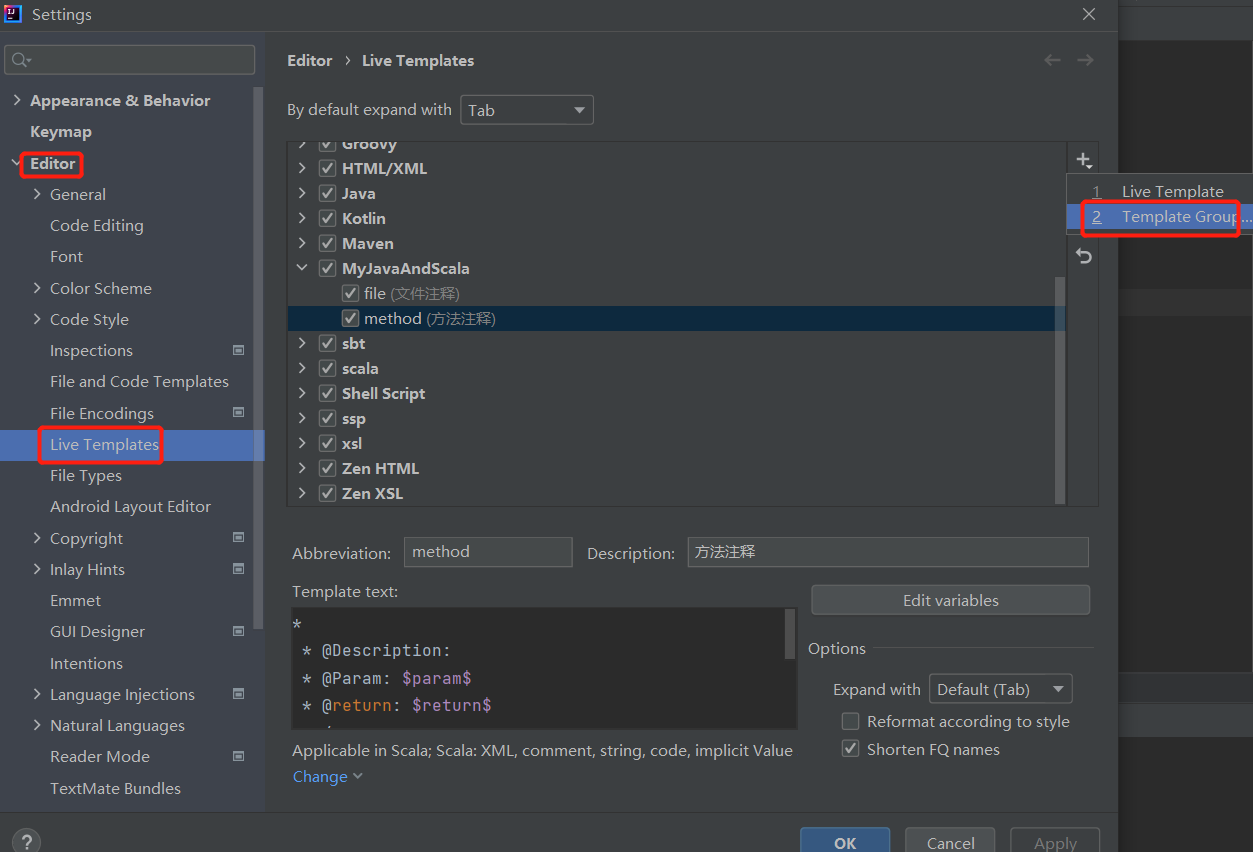 Settings
Appearance & Behavior
Keymap
Editor
General
Code Editing
Font
Color Scheme
Code Style
Inspections
File and Code Templates
File Encodings
Live Templates
File Types
Android Layout Editor
Copyright
Inlay Hints
Emmet
GUI Designer
Intentions
Language Injections
Natural Languages
Reader Mode
TextMate Bundles
?
Editor › Live Templates
By default expand with Tab
Groovy
HTML/XML
Java
Kotlin
Maven
MyJavaAndScala
file (文件注释)
method (方法注释)
sbt
scala
Shell Script
ssp
xsl
Zen HTML
Zen XSL
1 Live Template
2 Template Group...
Abbreviation: method Description: 方法注释
Template text:
*
* @Description:
* @Param: $param$
* @return: $return$
Edit variables
Options
Expand with Default (Tab)
Reformat according to style
Shorten FQ names
Applicable in Scala; Scala: XML, comment, string, code, implicit Value
Change
OK Cancel Apply